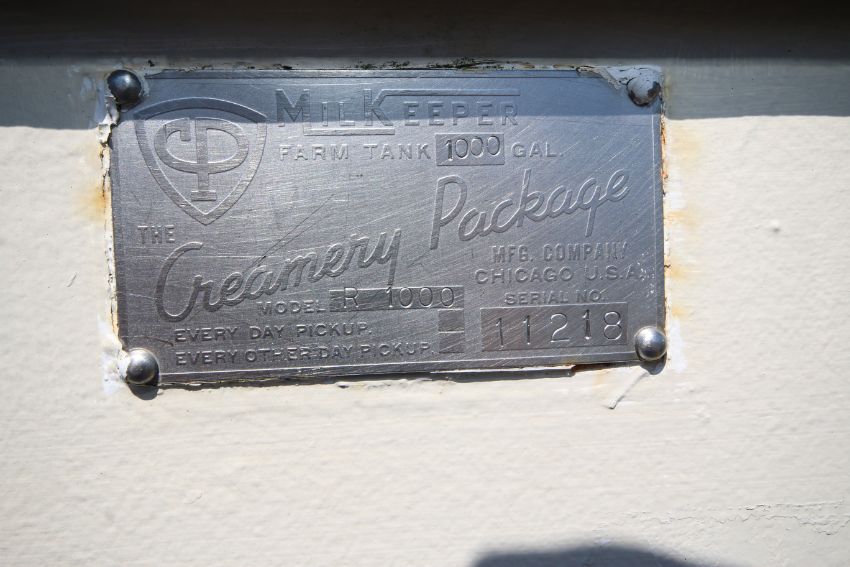 CP
MILKEEPER
FARM TANK 1000 GAL.
THE
Creamery Package
MFG. COMPANY
CHICAGO U.S.A.
MODEL R 1000
SERIAL NO.
11218
EVERY DAY PICKUP.
EVERY OTHER DAY PICKUP.